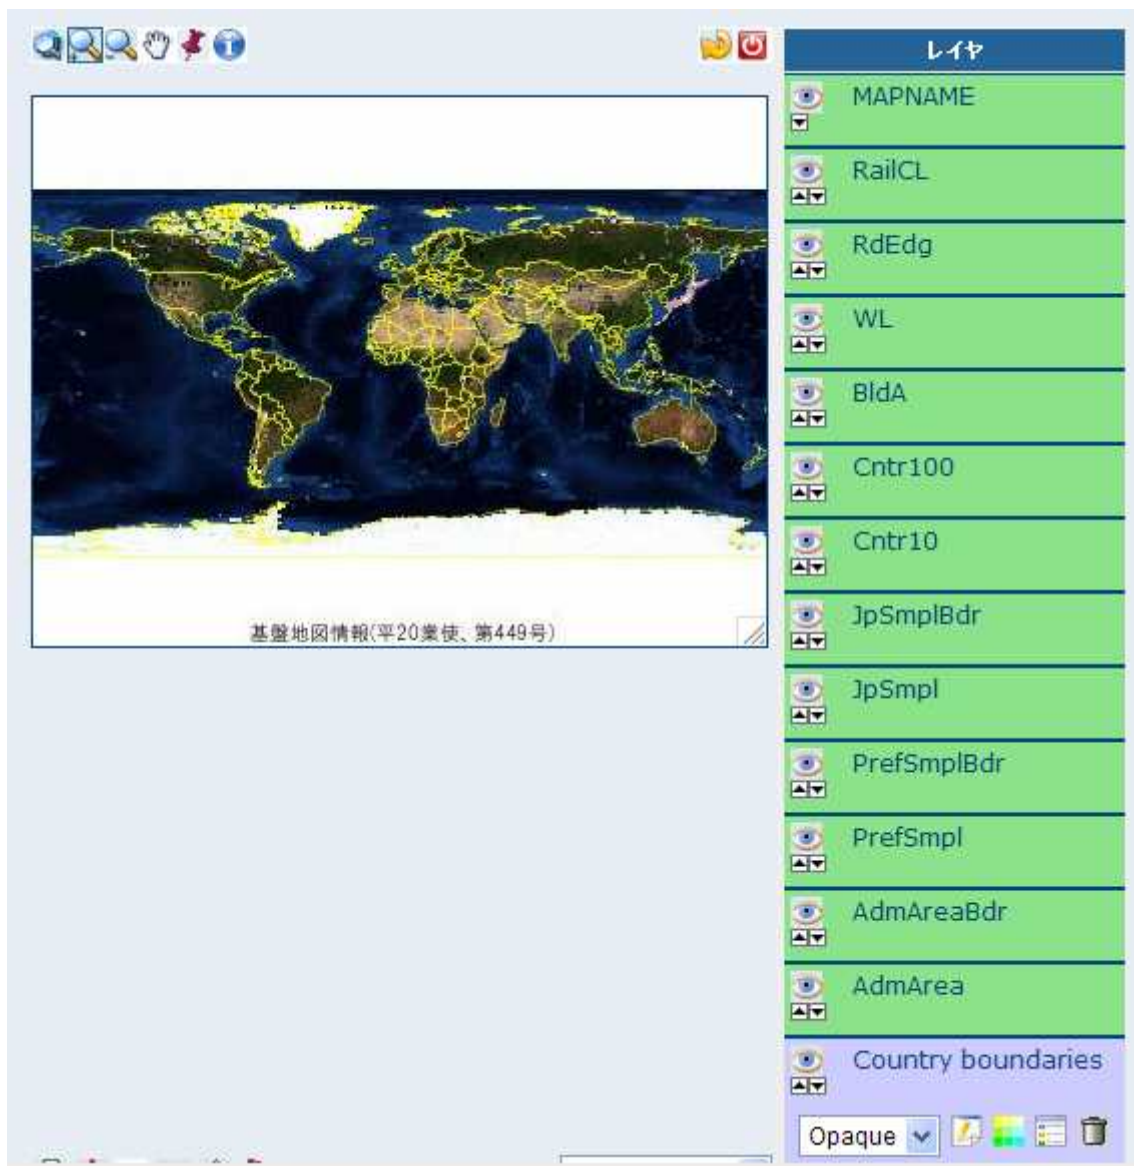 レイヤ
MAPNAME
RailCL
RdEdg
WL
BldA
Cntr100
Cntr10
JpSmplBdr
JpSmpl
PrefSmplBdr
PrefSmpl
AdmAreaBdr
AdmArea
Country boundaries
Opaque
基盤地図情報(平20業使、第449号)